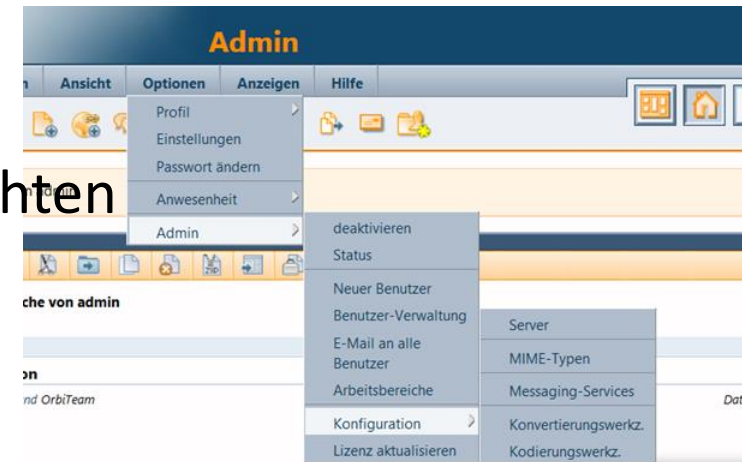 Admin
Ansicht Optionen Anzeigen Hilfe
Profil
Einstellungen
Passwort ändern
hten
Anwesenheit
Admin
deaktivieren
Status
che von admin
Neuer Benutzer
Benutzer-Verwaltung
Server
E-Mail an alle
Benutzer
MIME-Typen
on
Arbeitsbereiche
Messaging-Services
nd OrbiTeam
Dat
Konfiguration
Konvertierungswerkz.
Lizenz aktualisieren
Kodierungswerkz.